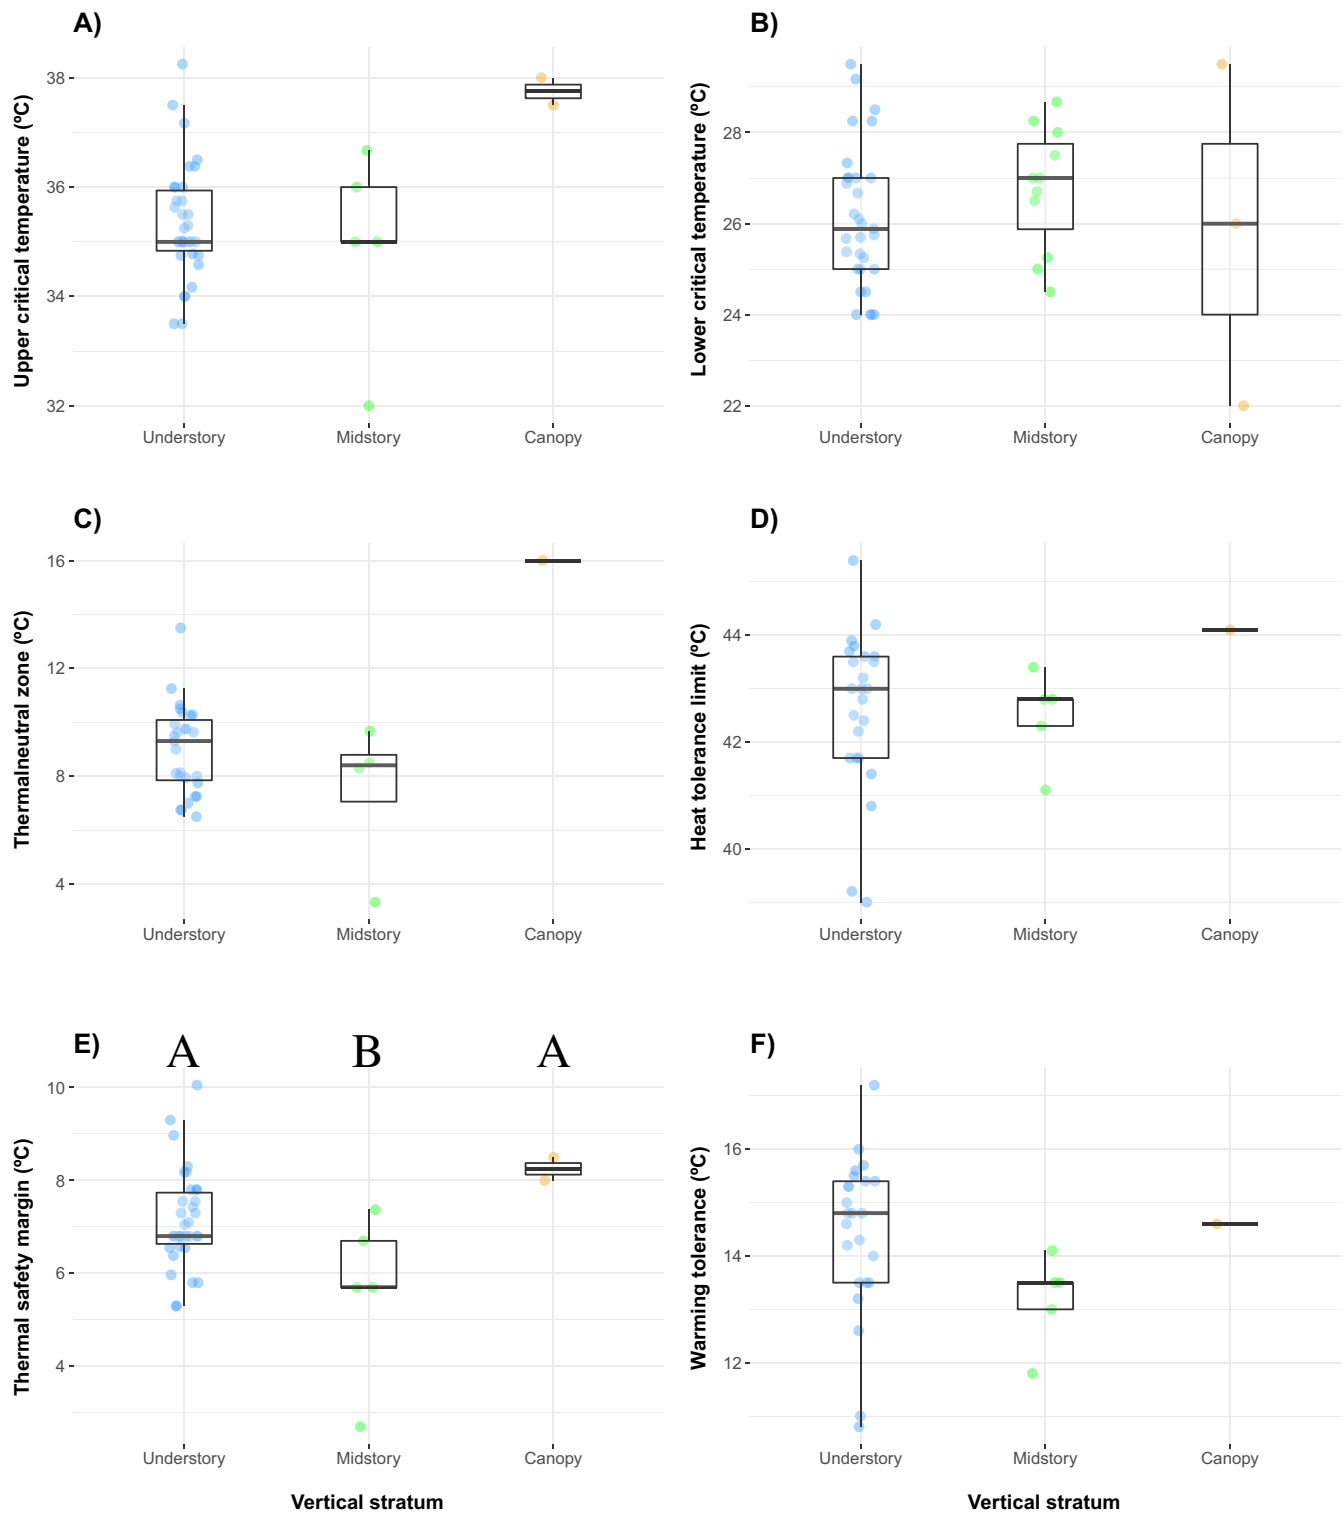 A)
B)
Upper critical temperature (ºC)
38
36
34
32
Understory
Midstory
Canopy
Lower critical temperature (ºC)
28
26
24
22
Understory
Midstory
Canopy
C)
D)
Thermalneutral zone (ºC)
16
12
8
4
Understory
Midstory
Canopy
Heat tolerance limit (ºC)
44
42
40
Understory
Midstory
Canopy
E)
A
B
A
F)
Thermal safety margin (ºC)
10
8
6
4
Understory
Midstory
Canopy
Vertical stratum
Warming tolerance (ºC)
16
14
12
Understory
Midstory
Canopy
Vertical stratum